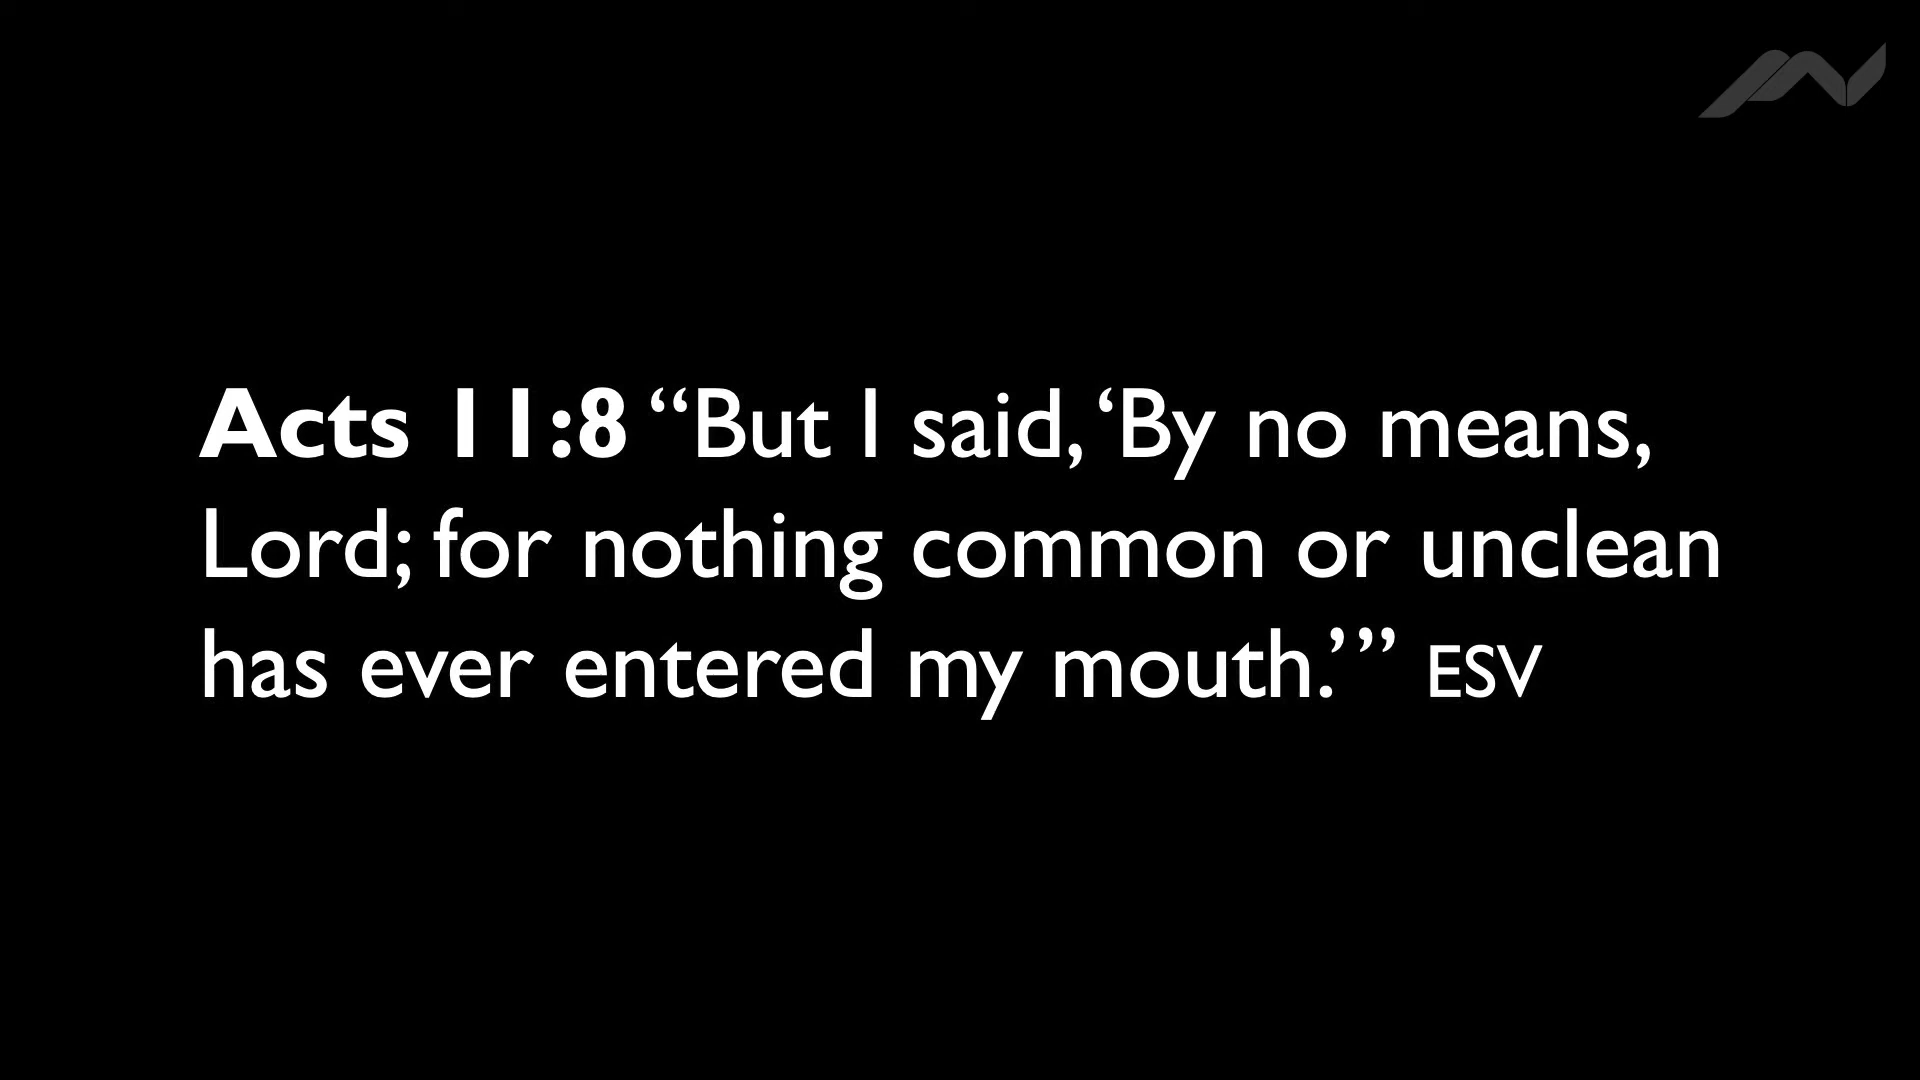 Acts 11:8 “But I said, ‘By no means,
Lord; for nothing common or unclean
has ever entered my mouth.’” ESV